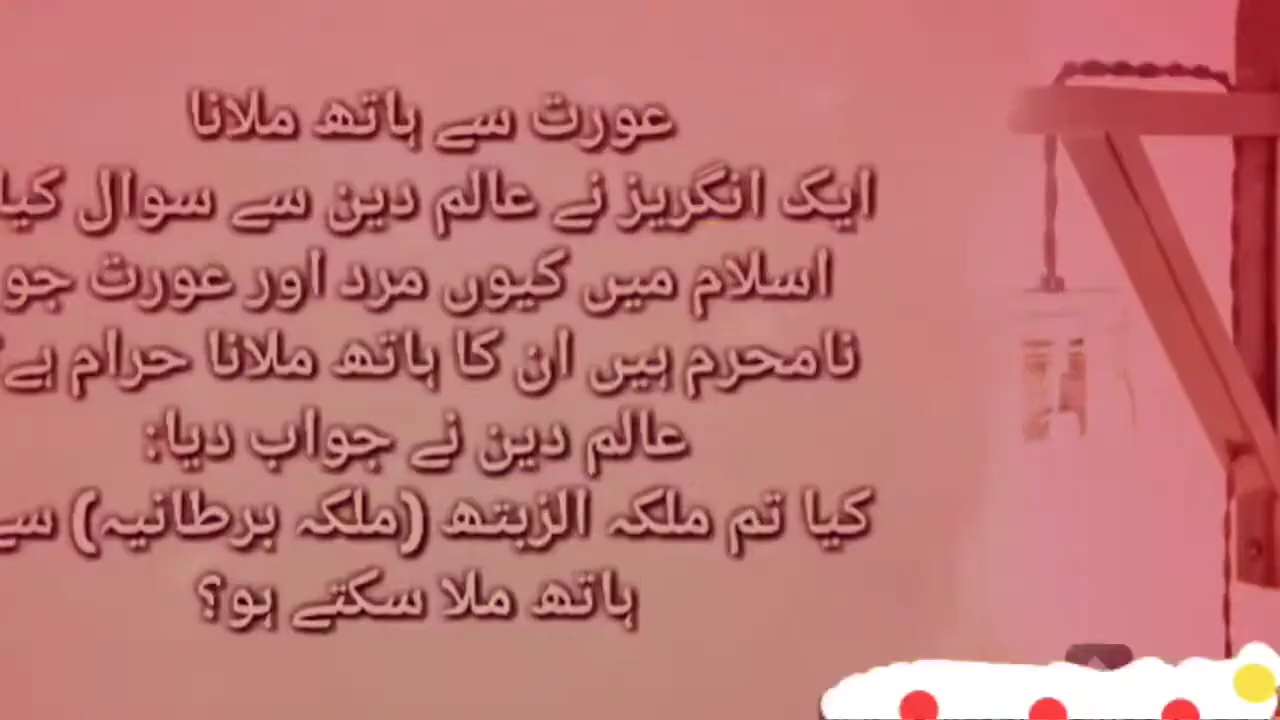 عورت سے ہاتھ ملانا
ایک انگریز نے عالم دین سے سوال کیا
اسلام میں کیوں مرد اور عورت جو
نامحرم ہیں ان کا ہاتھ ملانا حرام ہے؟
عالم دین نے جواب دیا:
کیا تم ملکہ الزبتھ (ملکہ برطانیہ) سے
ہاتھ ملا سکتے ہو؟